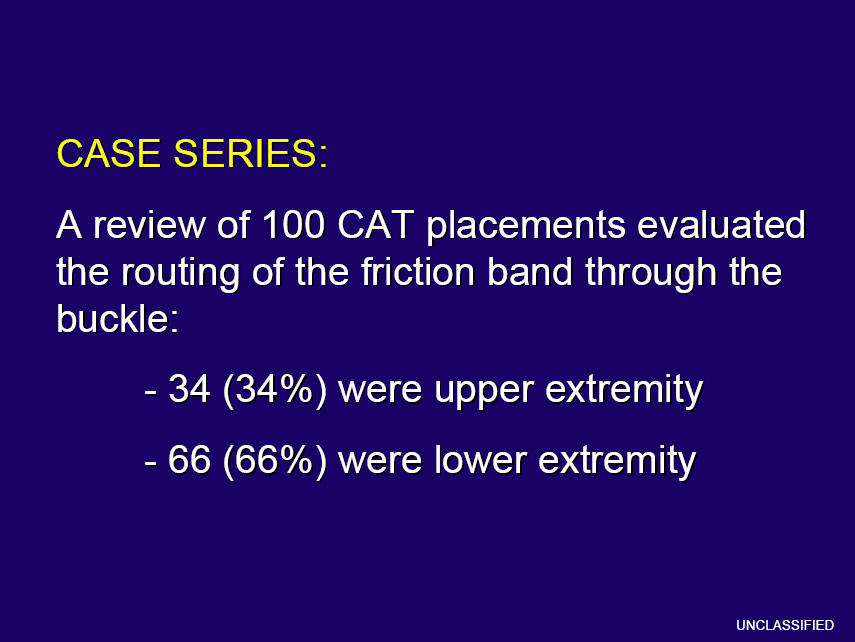 CASE SERIES:
A review of 100 CAT placements evaluated
the routing of the friction band through the
buckle:
- 34 (34%) were upper extremity
- 66 (66%) were lower extremity
UNCLASSIFIED